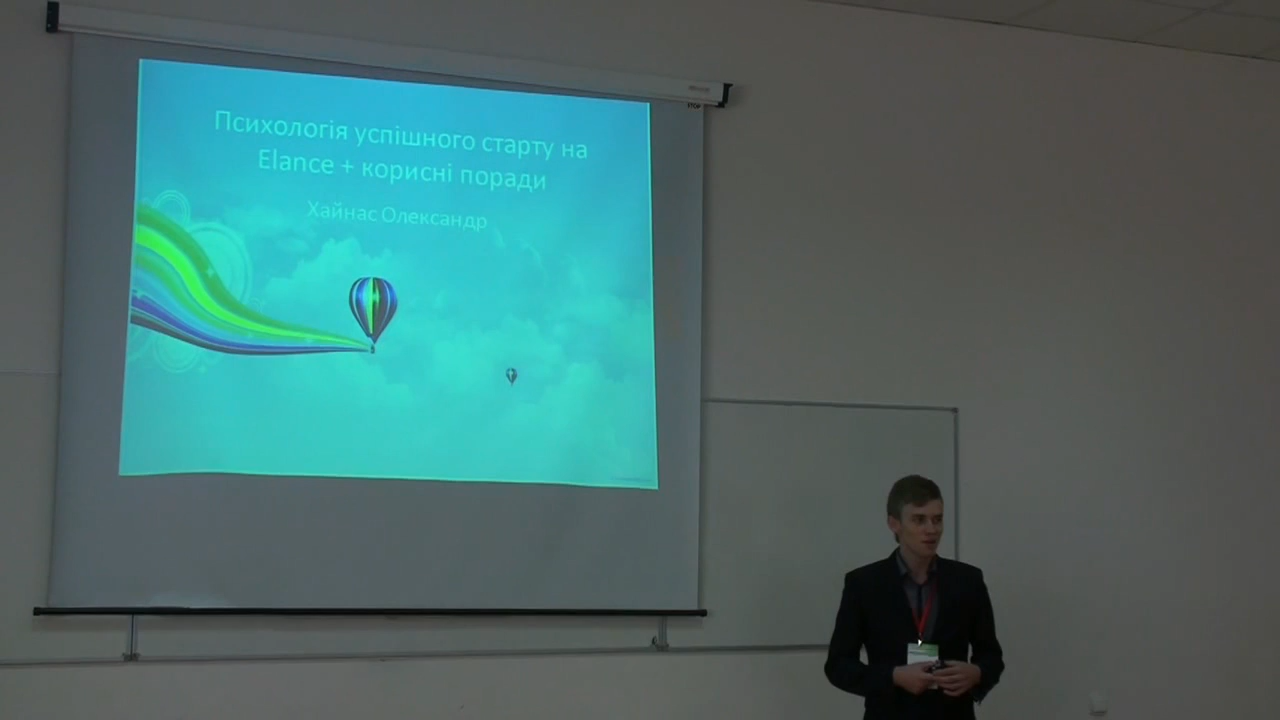 Психологія успішного старту на
Elance + корисні поради
Хайнас Олександр